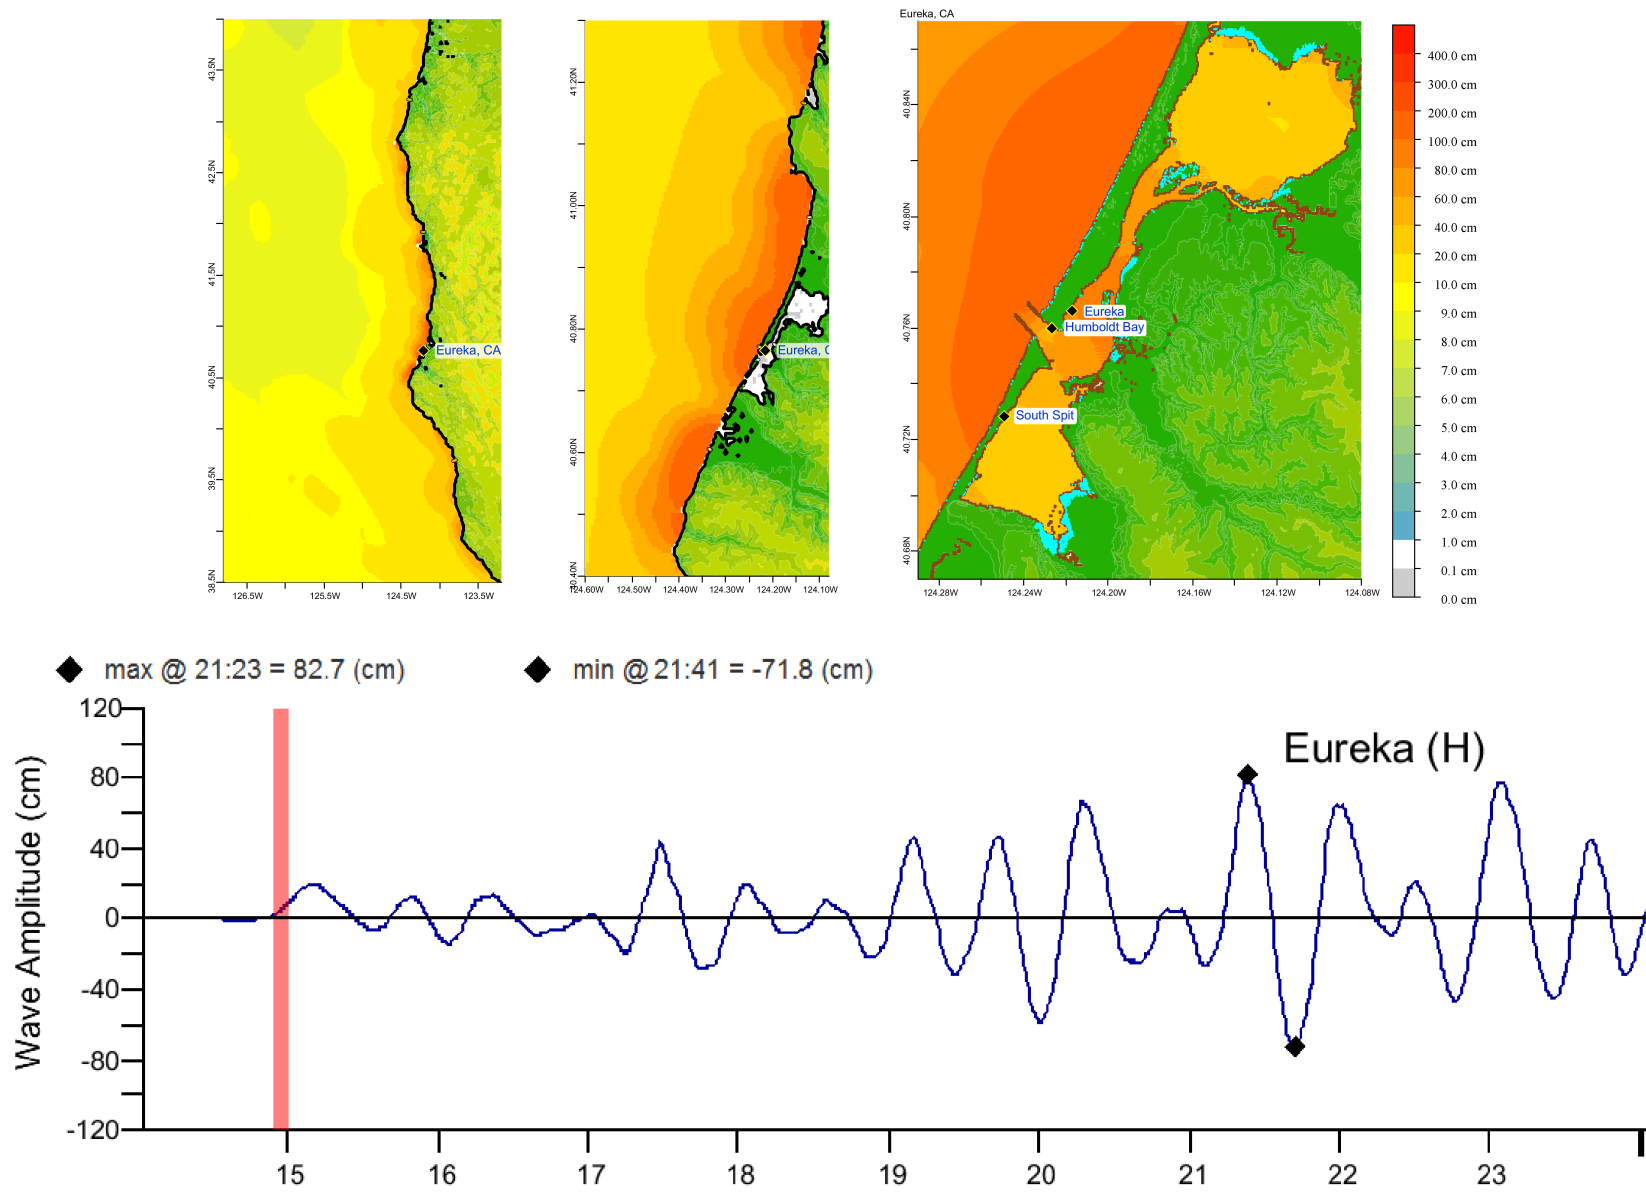 Eureka, CA
43.5N
42.5N
41.5N
40.5N
39.5N
38.5N
126.5W 125.5W 124.5W 123.5W
Eureka, CA
41.20N
41.00N
40.80N
40.60N
40.40N
124.60W 124.50W 124.40W 124.30W 124.20W 124.10W
Eureka, C
40.84N
40.80N
40.76N
40.72N
40.68N
124.28W 124.24W 124.20W 124.16W 124.12W 124.08W
Eureka
Humboldt Bay
South Spit
400.0 cm
300.0 cm
200.0 cm
100.0 cm
80.0 cm
60.0 cm
40.0 cm
20.0 cm
10.0 cm
9.0 cm
8.0 cm
7.0 cm
6.0 cm
5.0 cm
4.0 cm
3.0 cm
2.0 cm
1.0 cm
0.1 cm
0.0 cm
max @ 21:23 = 82.7 (cm) min @ 21:41 = -71.8 (cm)
Eureka (H)
Wave Amplitude (cm)
120
80
40
0
-40
-80
-120
15 16 17 18 19 20 21 22 23